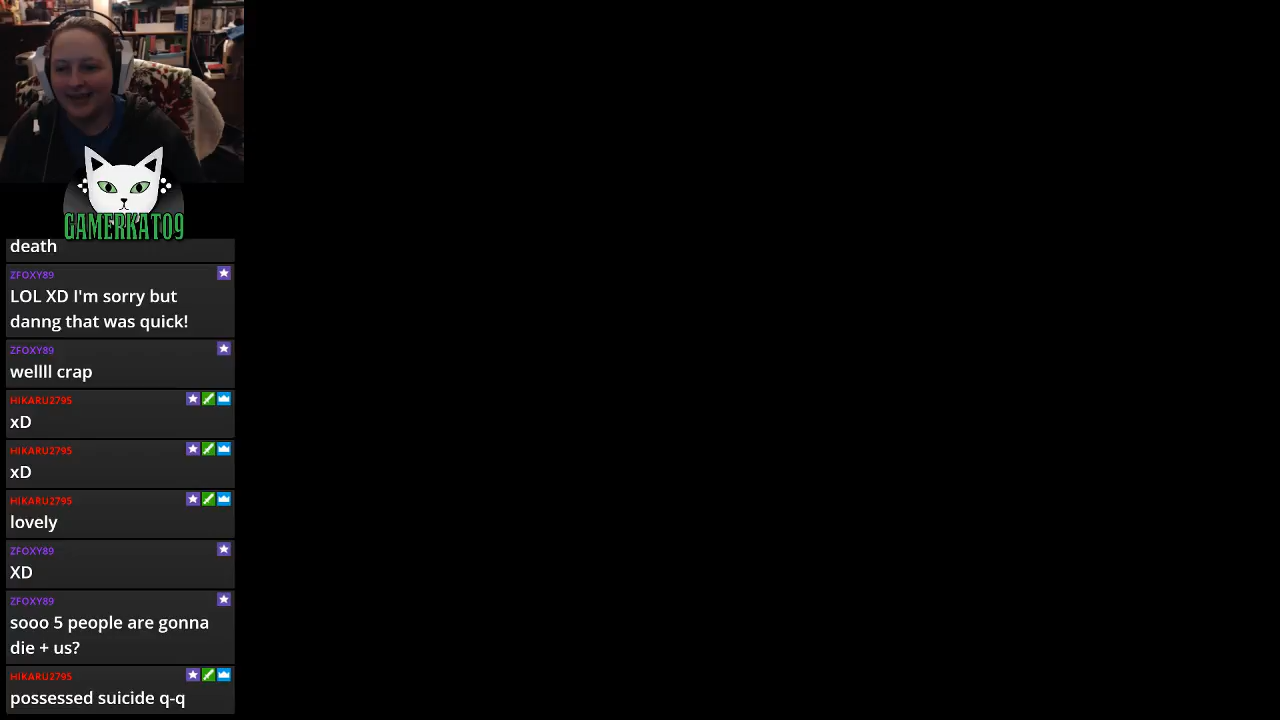 GAMERKAT09
death
ZFOXY89
LOL XD I'm sorry but
danng that was quick!
ZFOXY89
wellll crap
HIKARU2795
xD
HIKARU2795
xD
HIKARU2795
lovely
ZFOXY89
XD
ZFOXY89
sooo 5 people are gonna
die + us?
HIKARU2795
possessed suicide q-q